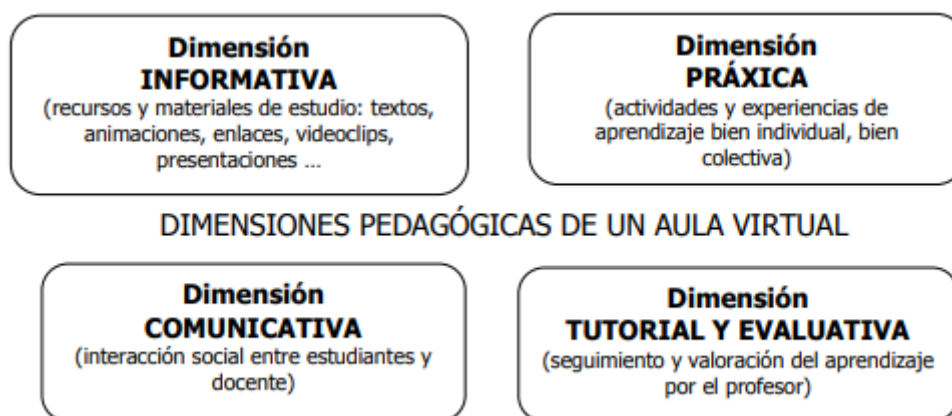 Dimensión
INFORMATIVA
(recursos y materiales de estudio: textos,
animaciones, enlaces, videoclips,
presentaciones ...
Dimensión
PRÁXICA
(actividades y experiencias de
aprendizaje bien individual, bien
colectiva)
DIMENSIONES PEDAGÓGICAS DE UN AULA VIRTUAL
Dimensión
COMUNICATIVA
(interacción social entre estudiantes y
docente)
Dimensión
TUTORIAL Y EVALUATIVA
(seguimiento y valoración del aprendizaje
por el profesor)